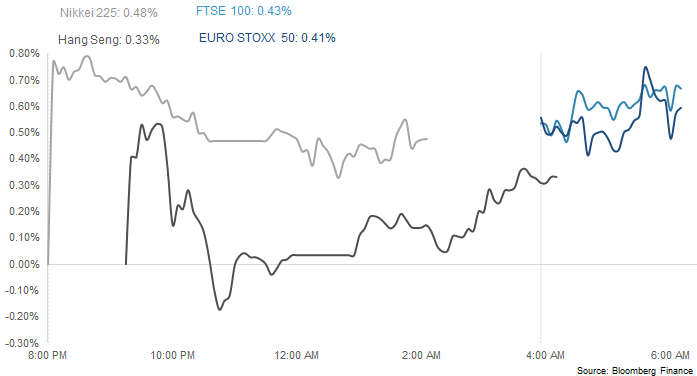 Nikkei 225: 0.48%
FTSE 100: 0.43%
Hang Seng: 0.33%
EURO STOXX 50: 0.41%
0.80%
0.70%
0.60%
0.50%
0.40%
0.30%
0.20%
0.10%
0.00%
-0.10%
-0.20%
-0.30%
8:00 PM
10:00 PM
12:00 AM
2:00 AM
4:00 AM
6:00 AM
Source: Bloomberg Finance